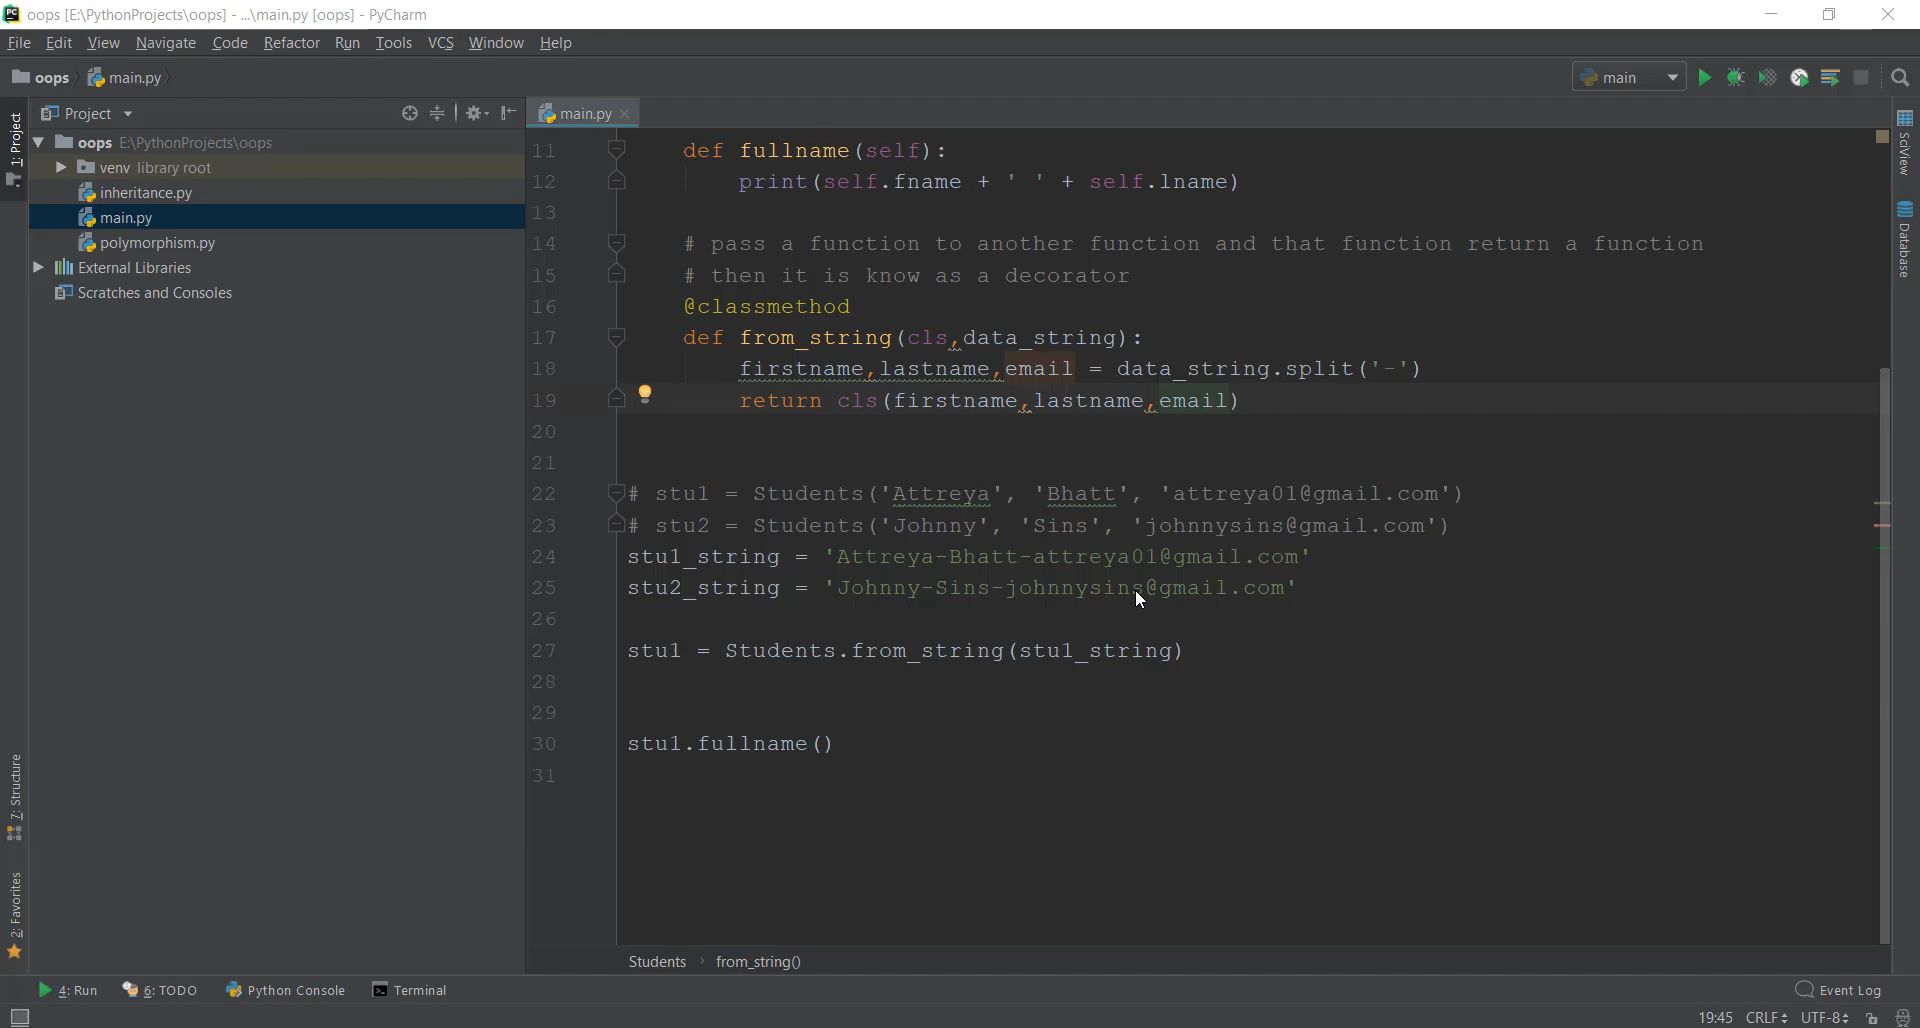 oops [E:\PythonProjects\oops] - ...\main.py [oops] - PyCharm
File Edit View Navigate Code Refactor Run Tools VCS Window Help
oops main.py main
Project
main.py
oops E:\PythonProjects\oops
venv library root
inheritance.py
main.py
polymorphism.py
External Libraries
Scratches and Consoles
1: Project
7: Structure
2: Favorites
11 def fullname(self):
12 print(self.fname + ' ' + self.lname)
13
14 # pass a function to another function and that function return a function
15 # then it is know as a decorator
16 @classmethod
17 def from_string(cls,data_string):
18 firstname,lastname,email = data_string.split('-')
19 return cls(firstname,lastname,email)
20
21
22 # stu1 = Students('Attreya', 'Bhatt', 'attreya01@gmail.com')
23 # stu2 = Students('Johnny', 'Sins', 'johnnysins@gmail.com')
24 stu1_string = 'Attreya-Bhatt-attreya01@gmail.com'
25 stu2_string = 'Johnny-Sins-johnnysins@gmail.com'
26
27 stu1 = Students.from_string(stu1_string)
28
29
30 stu1.fullname()
31
SciView
Database
Students from_string()
4: Run 6: TODO Python Console Terminal Event Log
19:45 CRLF UTF-8